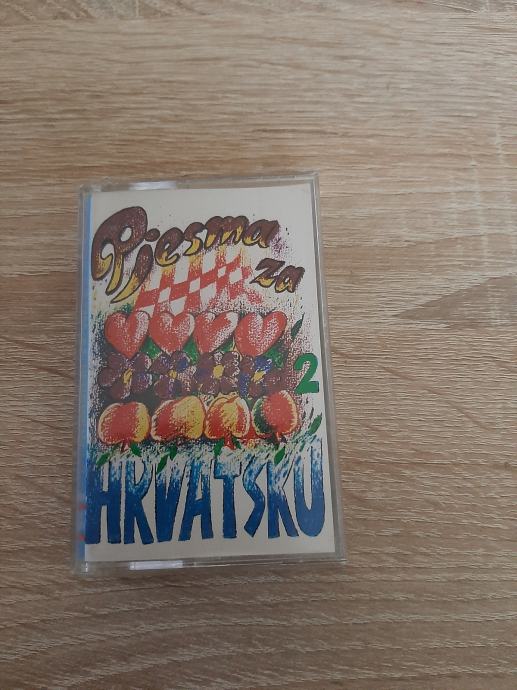 Pjesma
za
2
HRVATSKU